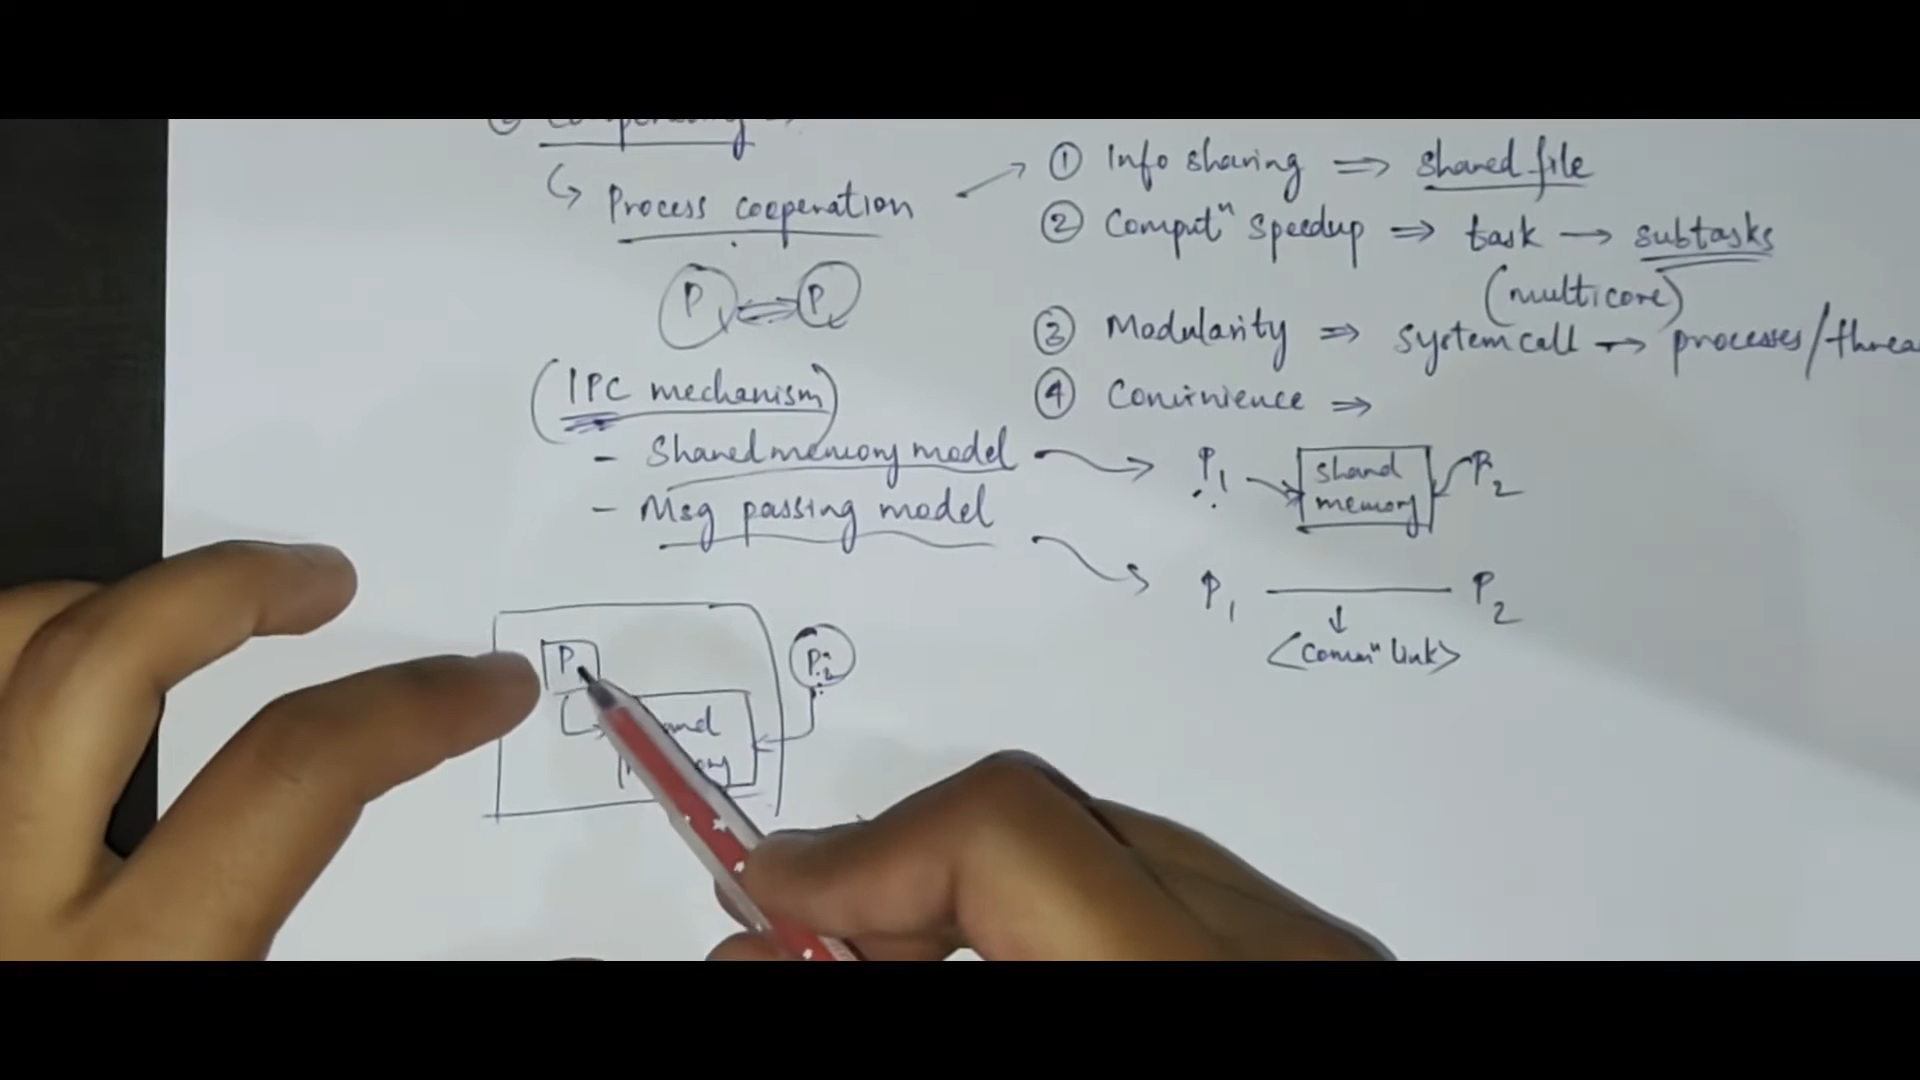 Process cooperation
① Info sharing ⇒ shared file
② Computⁿ speedup ⇒ task → subtasks
(multicore)
③ Modularity ⇒ system call → processes/threa
④ Convinience ⇒
P₁ ⇌ P₂
(IPC mechanism)
- Shared memory model
- Msg passing model
P₁ → shared memory ← P₂
P₁ — P₂
↓
<commⁿ link>
P₁
P₂